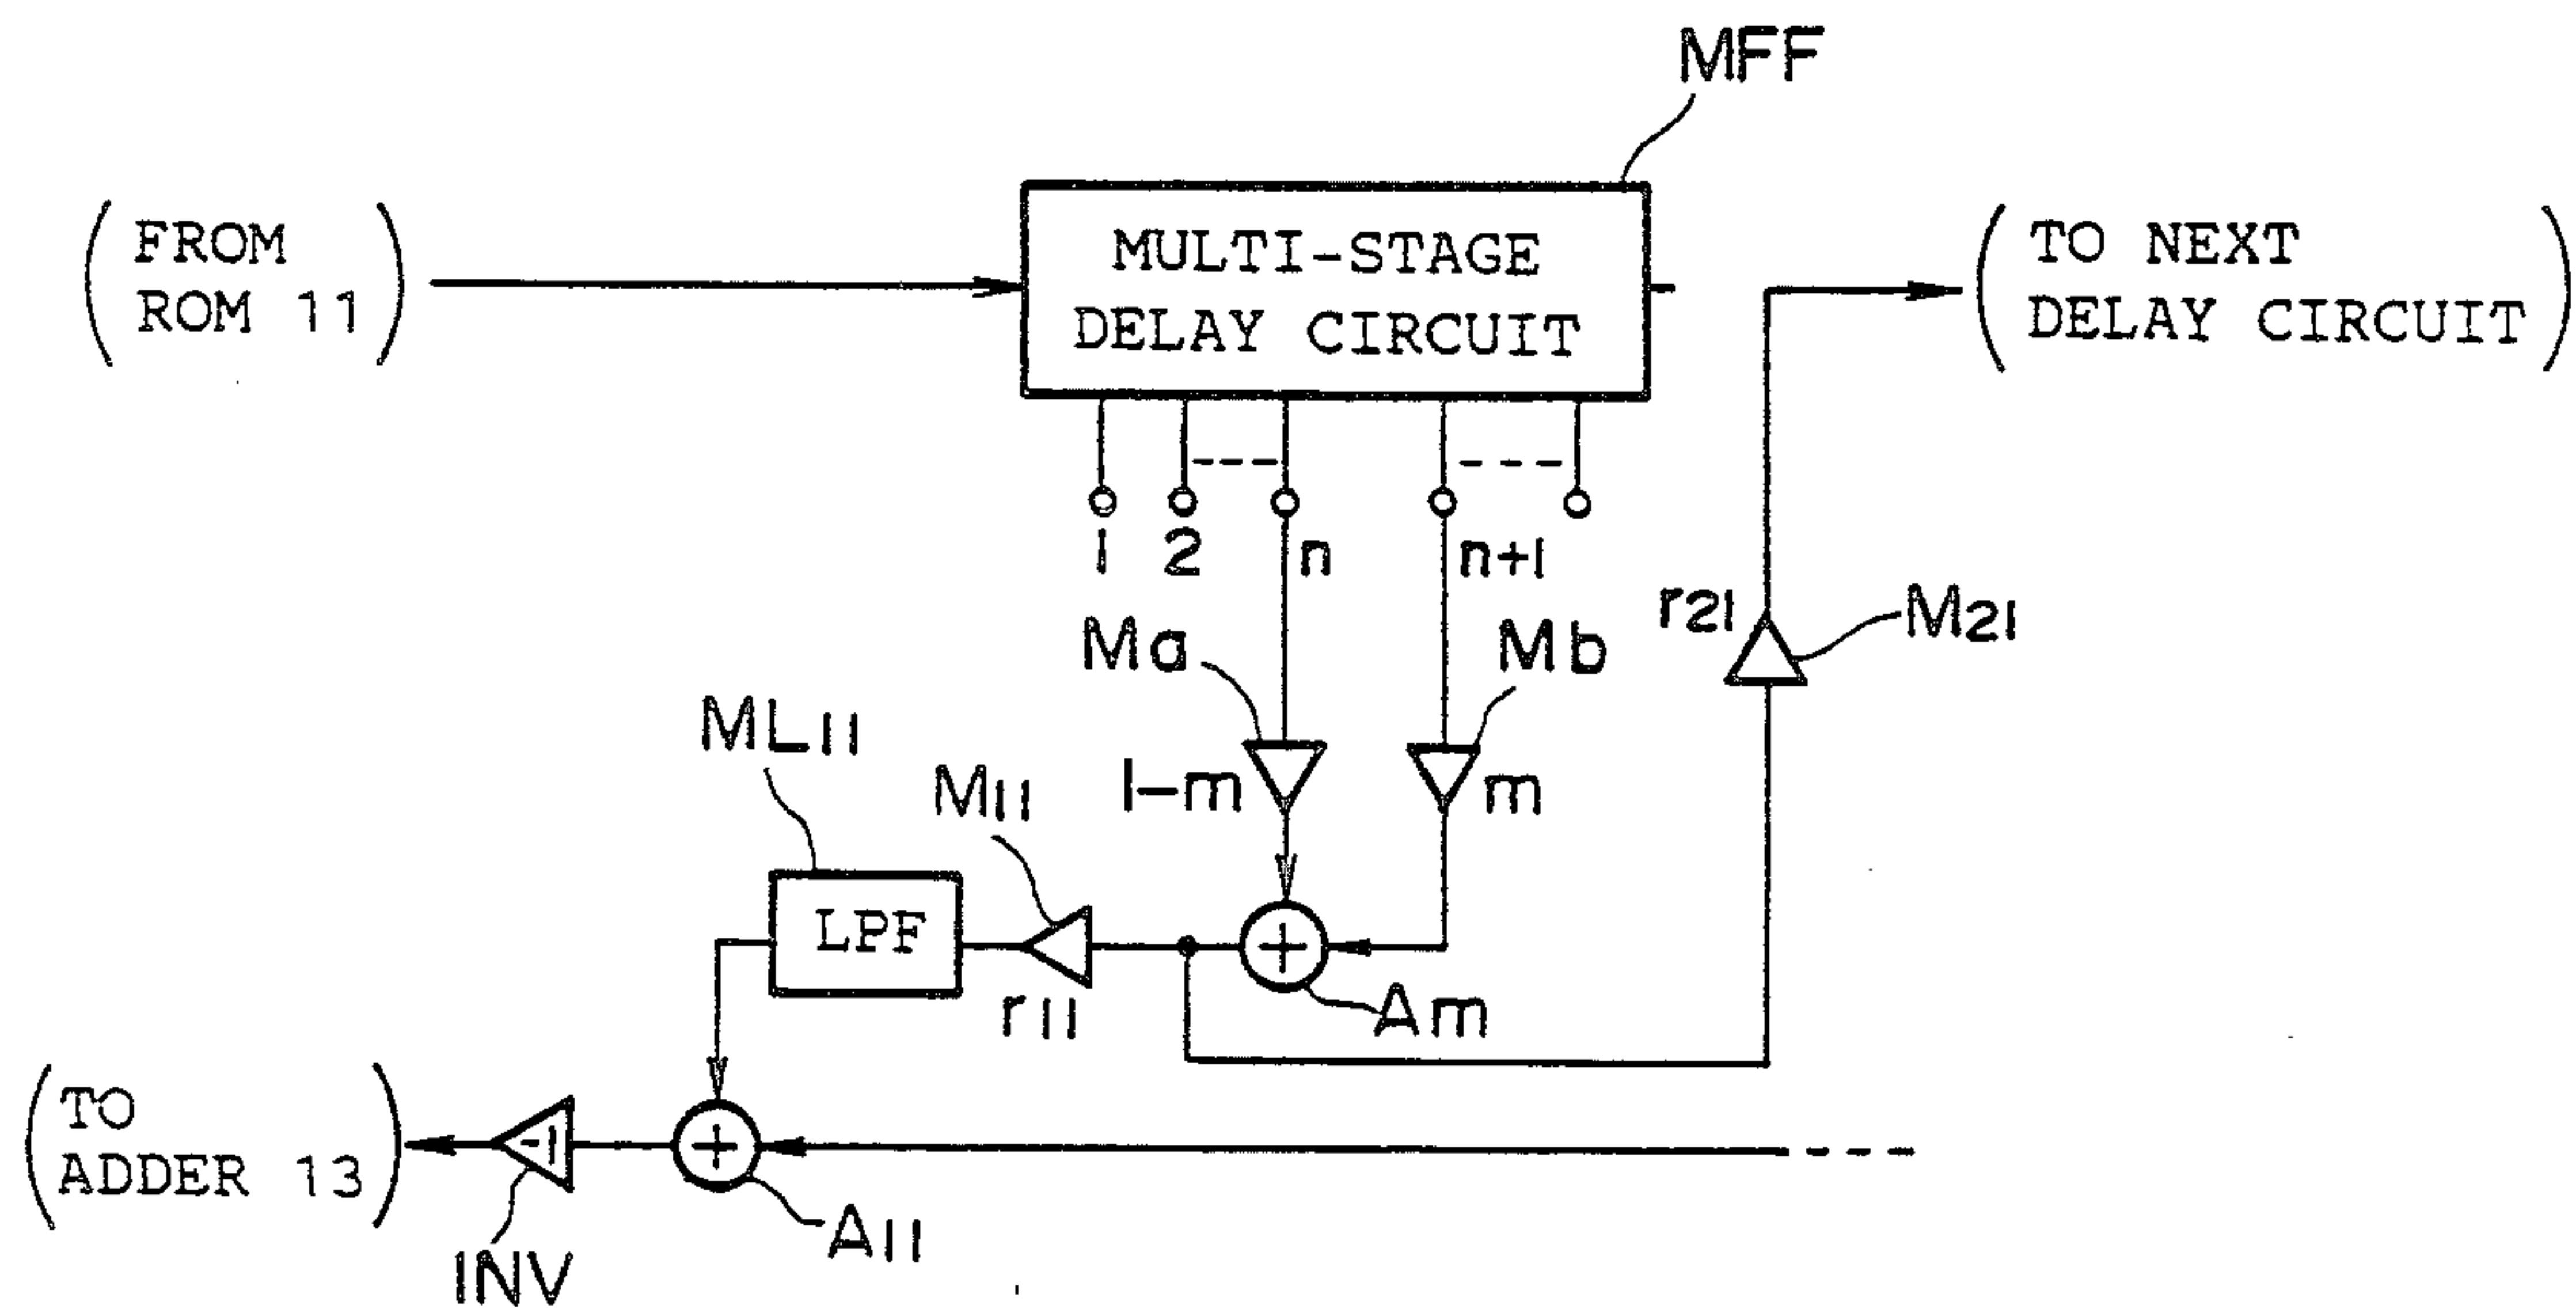 MFF
FROM
ROM 11
MULTI-STAGE
DELAY CIRCUIT
TO NEXT
DELAY CIRCUIT
1 2 n n+1
Ma
Mb
r21
M21
1-m
m
ML11
M11
LPF
r11
Am
TO
ADDER 13
-1
INV
A11